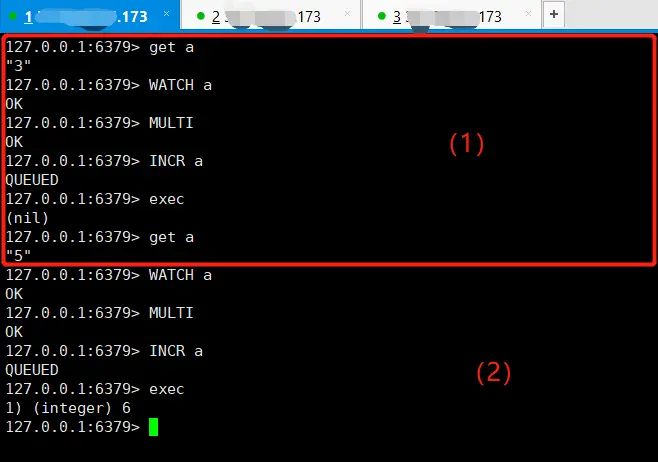 1 .173
2 3 173
3 3 173
127.0.0.1:6379> get a
"3"
127.0.0.1:6379> WATCH a
OK
127.0.0.1:6379> MULTI
OK
127.0.0.1:6379> INCR a
QUEUED
127.0.0.1:6379> exec
(nil)
127.0.0.1:6379> get a
"5"
(1)
127.0.0.1:6379> WATCH a
OK
127.0.0.1:6379> MULTI
OK
127.0.0.1:6379> INCR a
QUEUED
127.0.0.1:6379> exec
1) (integer) 6
127.0.0.1:6379>
(2)